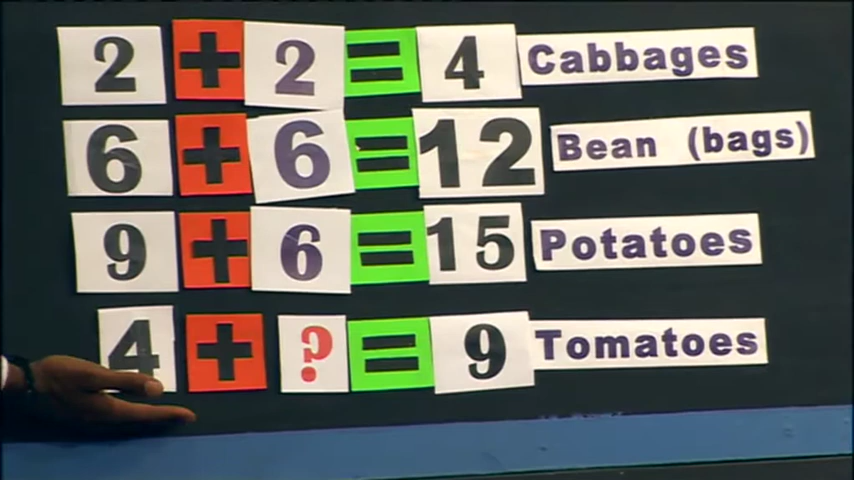 2 + 2 = 4 Cabbages
6 + 6 = 12 Bean (bags)
9 + 6 = 15 Potatoes
4 + ? = 9 Tomatoes